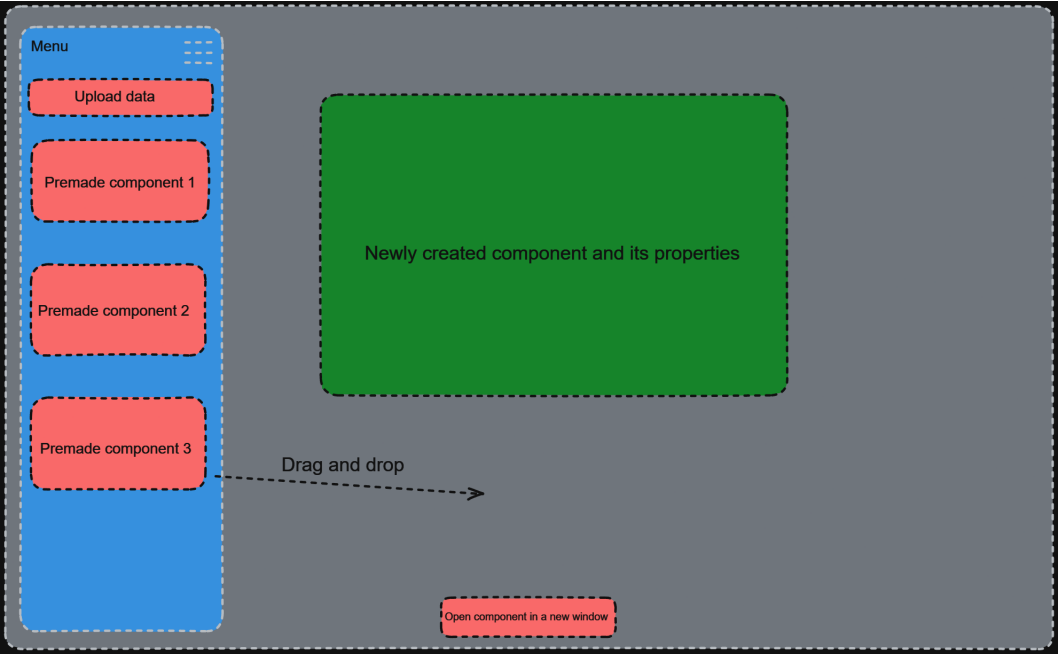 Menu
Upload data
Premade component 1
Newly created component and its properties
Premade component 2
Premade component 3
Drag and drop
Open component in a new window